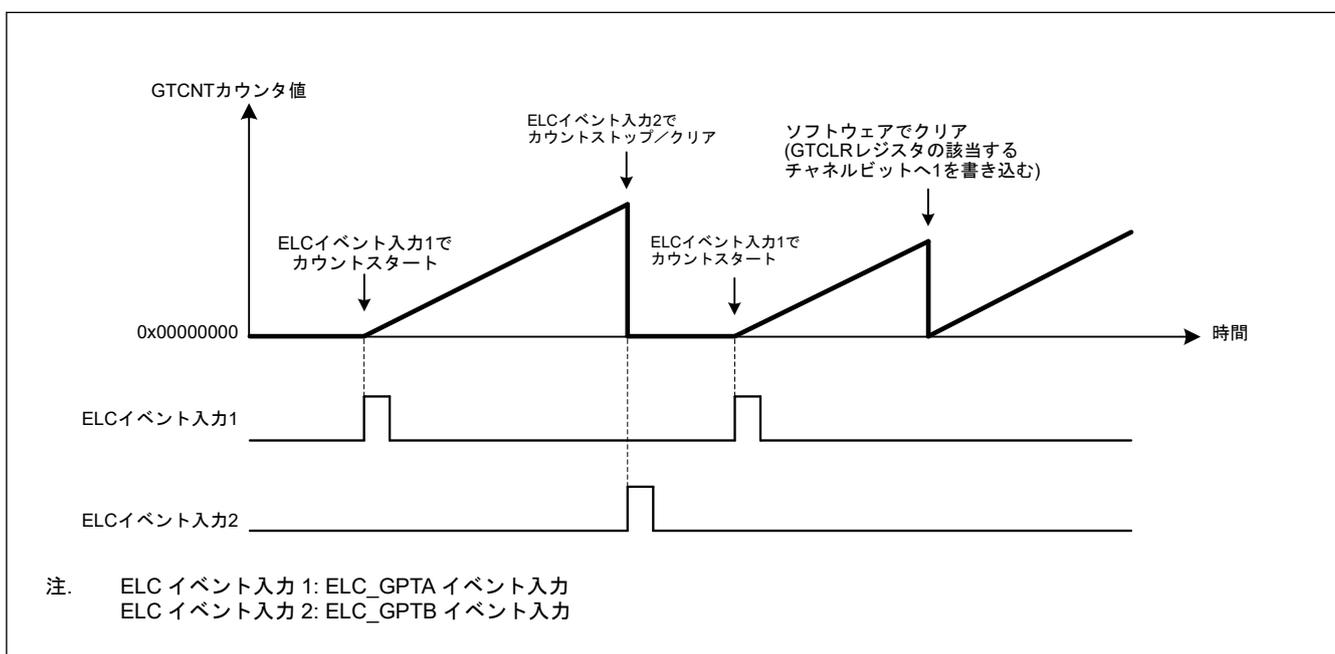 GTCNTカウンタ値
ELCイベント入力2で
カウントストップ／クリア
ソフトウェアでクリア
(GTCLRレジスタの該当する
チャネルビットへ1を書き込む)
ELCイベント入力1で
カウントスタート
ELCイベント入力1で
カウントスタート
0x00000000
時間
ELCイベント入力1
ELCイベント入力2
注. ELC イベント入力 1: ELC_GPTA イベント入力
ELC イベント入力 2: ELC_GPTB イベント入力